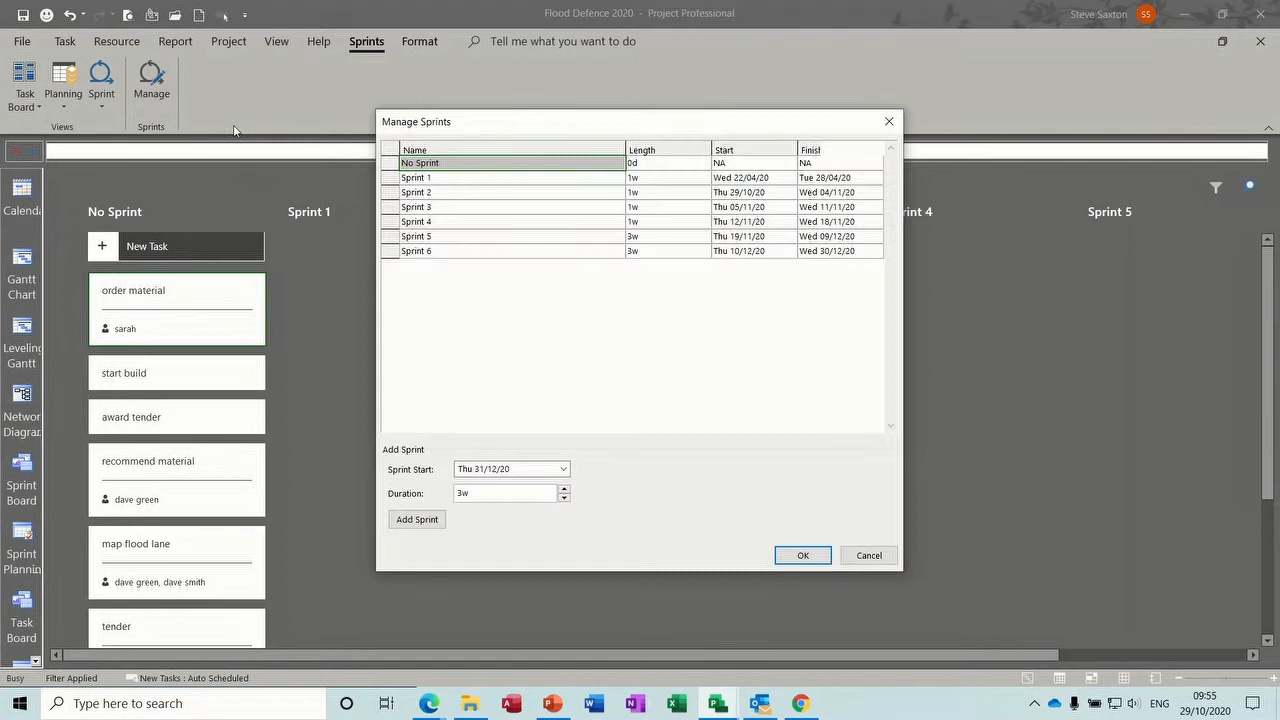 Flood Defence 2020 - Project Professional
Steve Saxton
SS
File
Task
Resource
Report
Project
View
Help
Sprints
Format
Tell me what you want to do
Task
Board
Planning
Sprint
Manage
Views
Sprints
Manage Sprints
Name Length Start Finish
No Sprint 0d NA NA
Sprint 1 1w Wed 22/04/20 Tue 28/04/20
Sprint 2 1w Thu 29/10/20 Wed 04/11/20
Sprint 3 1w Thu 05/11/20 Wed 11/11/20
Sprint 4 1w Thu 12/11/20 Wed 18/11/20
Sprint 5 3w Thu 19/11/20 Wed 09/12/20
Sprint 6 3w Thu 10/12/20 Wed 30/12/20
Add Sprint
Sprint Start: Thu 31/12/20
Duration: 3w
Add Sprint
OK
Cancel
No Sprint
Sprint 1
nt 4
Sprint 5
+ New Task
order material
sarah
start build
award tender
recommend material
dave green
map flood lane
dave green, dave smith
tender
Calenda
Gantt
Chart
Leveling
Gantt
Network
Diagra
Sprint
Board
Sprint
Plannin
Task
Board
Busy
Filter Applied
New Tasks : Auto Scheduled
Type here to search
ENG
09:55
29/10/2020